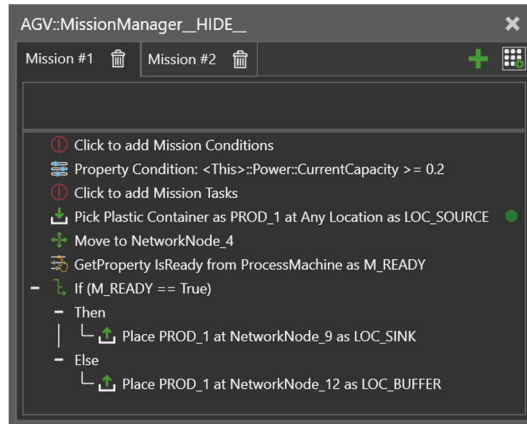 AGV::MissionManager__HIDE__
Mission #1 Mission #2
Click to add Mission Conditions
Property Condition: <This>::Power::CurrentCapacity >= 0.2
Click to add Mission Tasks
Pick Plastic Container as PROD_1 at Any Location as LOC_SOURCE
Move to NetworkNode_4
GetProperty IsReady from ProcessMachine as M_READY
If (M_READY == True)
Then
Place PROD_1 at NetworkNode_9 as LOC_SINK
Else
Place PROD_1 at NetworkNode_12 as LOC_BUFFER